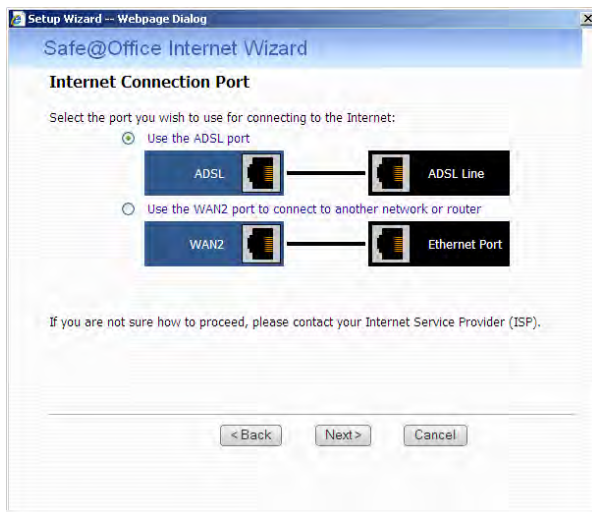 Setup Wizard -- Webpage Dialog
Safe@Office Internet Wizard
Internet Connection Port
Select the port you wish to use for connecting to the Internet:
Use the ADSL port
ADSL
ADSL Line
Use the WAN2 port to connect to another network or router
WAN2
Ethernet Port
If you are not sure how to proceed, please contact your Internet Service Provider (ISP).
< Back
Next >
Cancel